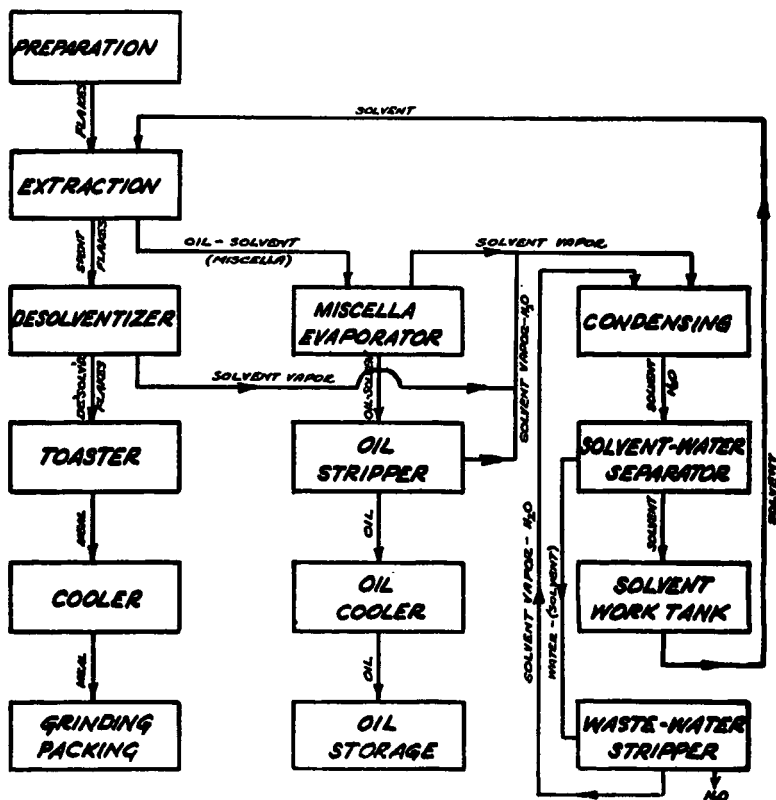 PREPARATION
FLAKES
SOLVENT
EXTRACTION
SPENT
FLAKES
OIL - SOLVENT
(MISCELLA)
SOLVENT VAPOR
DESOLVENTIZER
MISCELLA
EVAPORATOR
CONDENSING
DESOLV'D
FLAKES
SOLVENT VAPOR
OIL-SOLVENT
SOLVENT VAPOR-H2O
SOLVENT
H2O
TOASTER
OIL
STRIPPER
SOLVENT-WATER
SEPARATOR
SOLVENT
MEAL
OIL
SOLVENT
COOLER
OIL
COOLER
SOLVENT VAPOR - H2O
WATER-(SOLVENT)
SOLVENT
WORK TANK
MEAL
OIL
GRINDING
PACKING
OIL
STORAGE
WASTE-WATER
STRIPPER
H2O